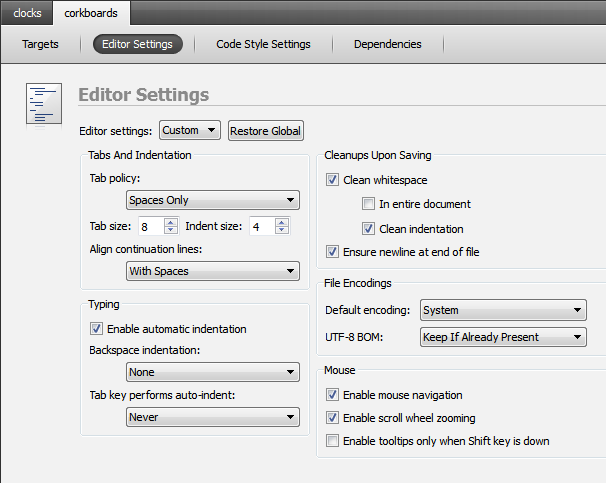 clocks corkboards
Targets Editor Settings Code Style Settings Dependencies
Editor Settings
Editor settings: Custom Restore Global
Tabs And Indentation
Tab policy:
Spaces Only
Tab size: 8 Indent size: 4
Align continuation lines:
With Spaces
Typing
Enable automatic indentation
Backspace indentation:
None
Tab key performs auto-indent:
Never
Cleanups Upon Saving
Clean whitespace
In entire document
Clean indentation
Ensure newline at end of file
File Encodings
Default encoding: System
UTF-8 BOM: Keep If Already Present
Mouse
Enable mouse navigation
Enable scroll wheel zooming
Enable tooltips only when Shift key is down